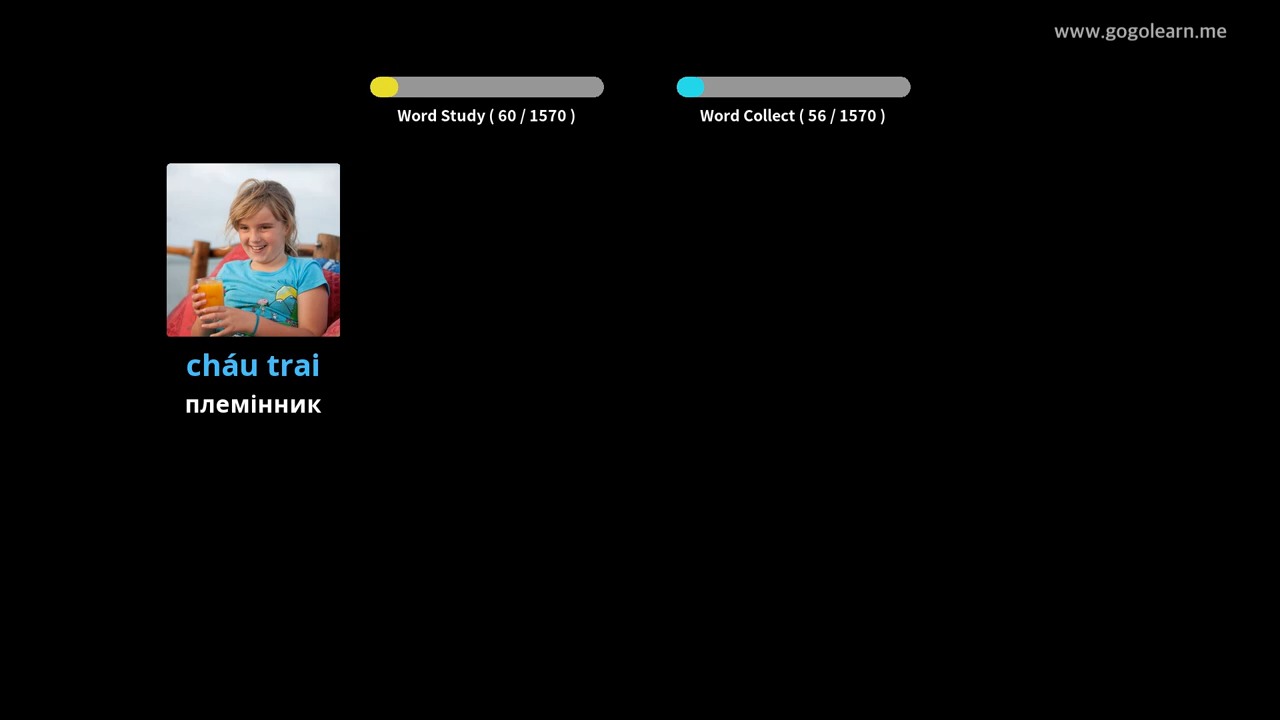 www.gogolearn.me
Word Study ( 60 / 1570 )
Word Collect ( 56 / 1570 )
cháu trai
племінник